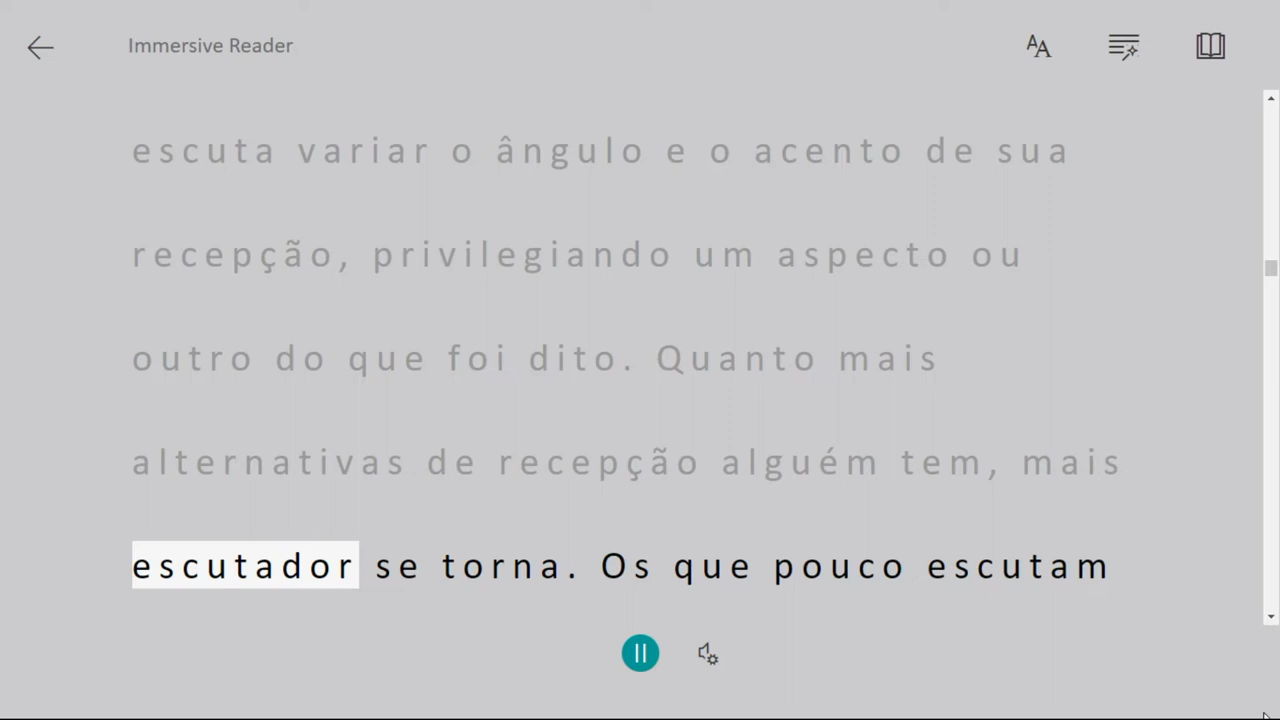 Immersive Reader
escuta variar o ângulo e o acento de sua
recepção, privilegiando um aspecto ou
outro do que foi dito. Quanto mais
alternativas de recepção alguém tem, mais
escutador se torna. Os que pouco escutam